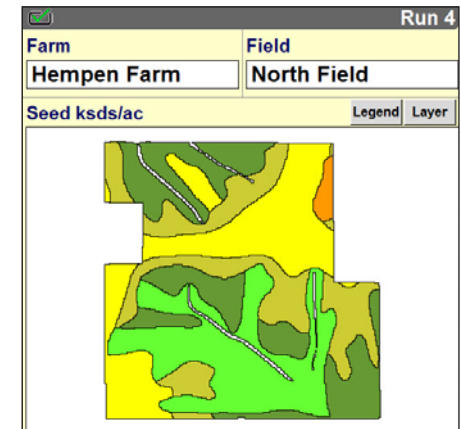 Run 4
Farm Field
Hempen Farm North Field
Seed ksds/ac Legend Layer